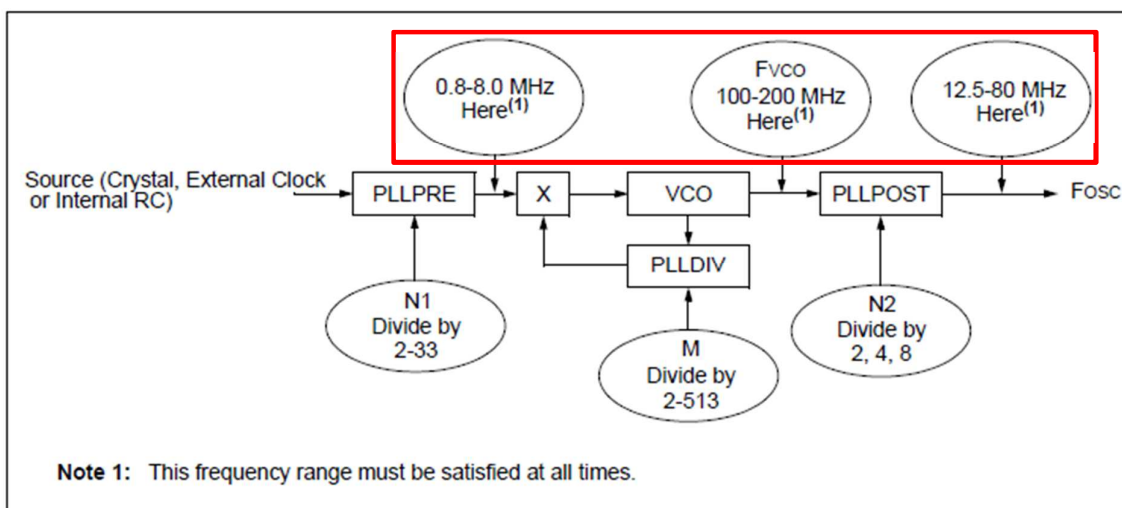 0.8-8.0 MHz
Here(1)
FVCO
100-200 MHz
Here(1)
12.5-80 MHz
Here(1)
Source (Crystal, External Clock
or Internal RC)
PLLPRE
X
VCO
PLLPOST
FOSC
PLLDIV
N1
Divide by
2-33
M
Divide by
2-513
N2
Divide by
2, 4, 8
Note 1: This frequency range must be satisfied at all times.